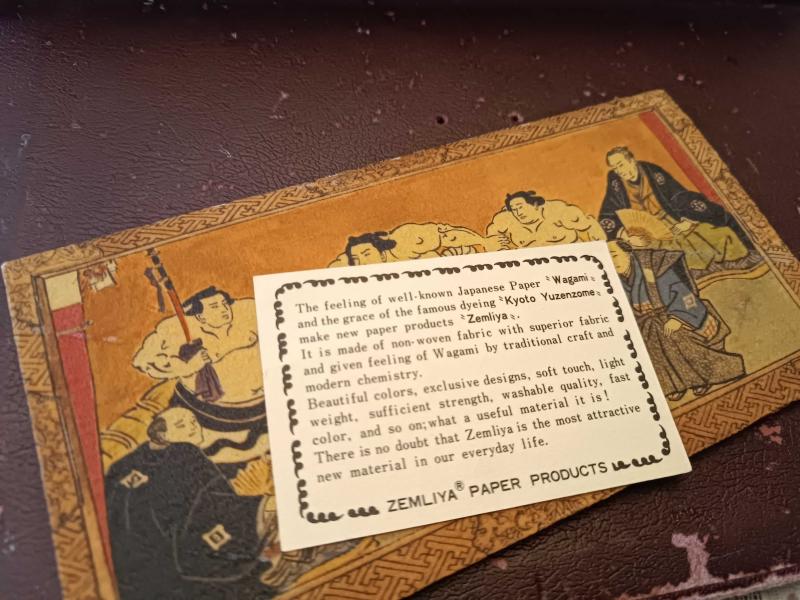 The feeling of well-known Japanese Paper〝Wagami〟
and the grace of the famous dyeing〝Kyoto Yuzenzome〟
make new paper products 〝Zemliya〟.
It is made of non-woven fabric with superior fabric
and given feeling of Wagami by traditional craft and
modern chemistry.
Beautiful colors, exclusive designs, soft touch, light
weight, sufficient strength, washable quality, fast
color, and so on;what a useful material it is!
There is no doubt that Zemliya is the most attractive
new material in our everyday life.
ZEMLIYA® PAPER PRODUCTS